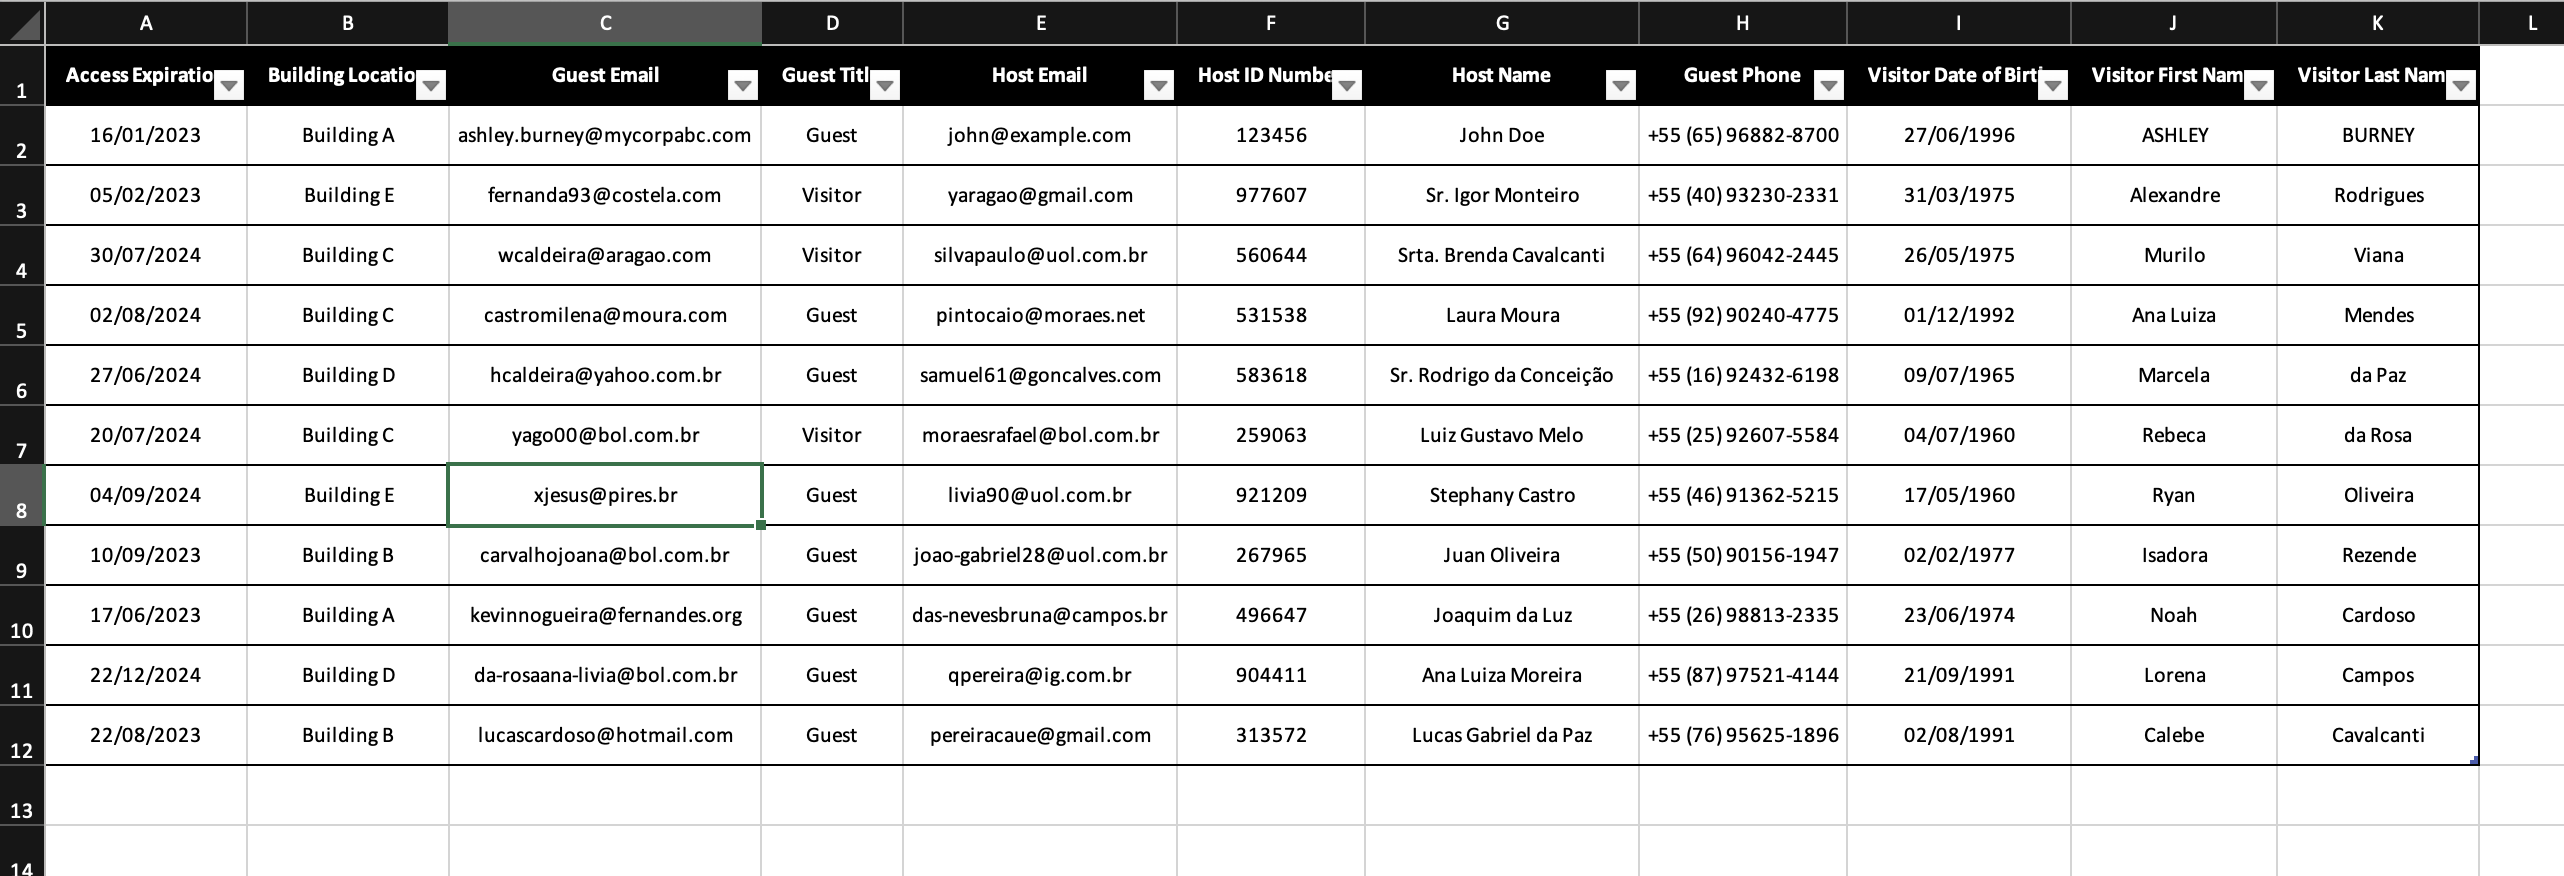 A B C D E F G H I J K L
1 Access Expiratio Building Locatio Guest Email Guest Titl Host Email Host ID Numbe Host Name Guest Phone Visitor Date of Birt Visitor First Nam Visitor Last Nam
2 16/01/2023 Building A ashley.burney@mycorpabc.com Guest john@example.com 123456 John Doe +55 (65) 96882-8700 27/06/1996 ASHLEY BURNEY
3 05/02/2023 Building E fernanda93@costela.com Visitor yaragao@gmail.com 977607 Sr. Igor Monteiro +55 (40) 93230-2331 31/03/1975 Alexandre Rodrigues
4 30/07/2024 Building C wcaldeira@aragao.com Visitor silvapaulo@uol.com.br 560644 Srta. Brenda Cavalcanti +55 (64) 96042-2445 26/05/1975 Murilo Viana
5 02/08/2024 Building C castromilena@moura.com Guest pintocaio@moraes.net 531538 Laura Moura +55 (92) 90240-4775 01/12/1992 Ana Luiza Mendes
6 27/06/2024 Building D hcaldeira@yahoo.com.br Guest samuel61@goncalves.com 583618 Sr. Rodrigo da Conceição +55 (16) 92432-6198 09/07/1965 Marcela da Paz
7 20/07/2024 Building C yago00@bol.com.br Visitor moraesrafael@bol.com.br 259063 Luiz Gustavo Melo +55 (25) 92607-5584 04/07/1960 Rebeca da Rosa
8 04/09/2024 Building E xjesus@pires.br Guest livia90@uol.com.br 921209 Stephany Castro +55 (46) 91362-5215 17/05/1960 Ryan Oliveira
9 10/09/2023 Building B carvalhojoana@bol.com.br Guest joao-gabriel28@uol.com.br 267965 Juan Oliveira +55 (50) 90156-1947 02/02/1977 Isadora Rezende
10 17/06/2023 Building A kevinnogueira@fernandes.org Guest das-nevesbruna@campos.br 496647 Joaquim da Luz +55 (26) 98813-2335 23/06/1974 Noah Cardoso
11 22/12/2024 Building D da-rosaana-livia@bol.com.br Guest qpereira@ig.com.br 904411 Ana Luiza Moreira +55 (87) 97521-4144 21/09/1991 Lorena Campos
12 22/08/2023 Building B lucascardoso@hotmail.com Guest pereiracaue@gmail.com 313572 Lucas Gabriel da Paz +55 (76) 95625-1896 02/08/1991 Calebe Cavalcanti
13
14